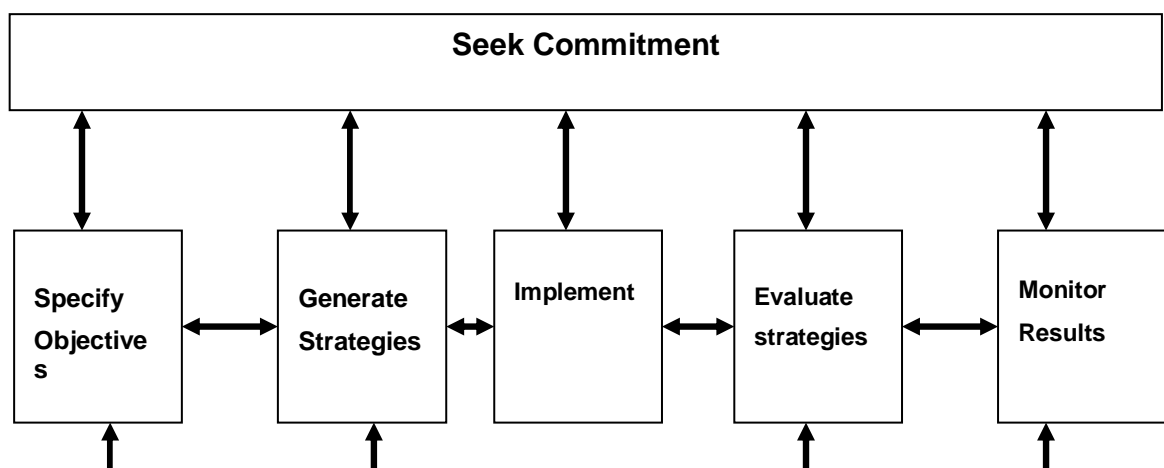 Seek Commitment
Specify
Objective
s
Generate
Strategies
Implement
Evaluate
strategies
Monitor
Results